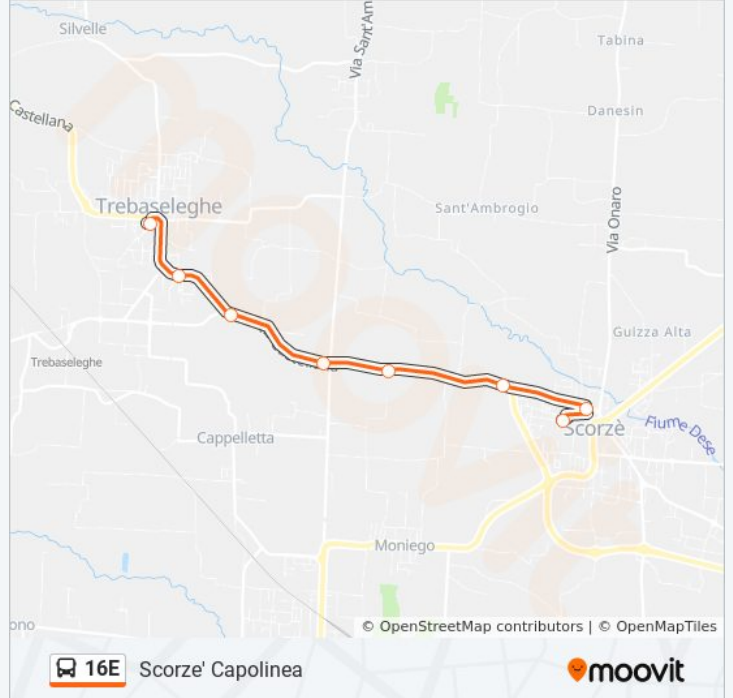 Silvelle
Via Sant'Am
Tabina
Castellana
Danesin
Trebaseleghe
Sant'Ambrogio
Via Onaro
Guizza Alta
Trebaseleghe
Scorzè
Fiume Dese
Cappelletta
Moniego
ono
© OpenStreetMap contributors | © OpenMapTiles
16E Scorze' Capolinea
moovit